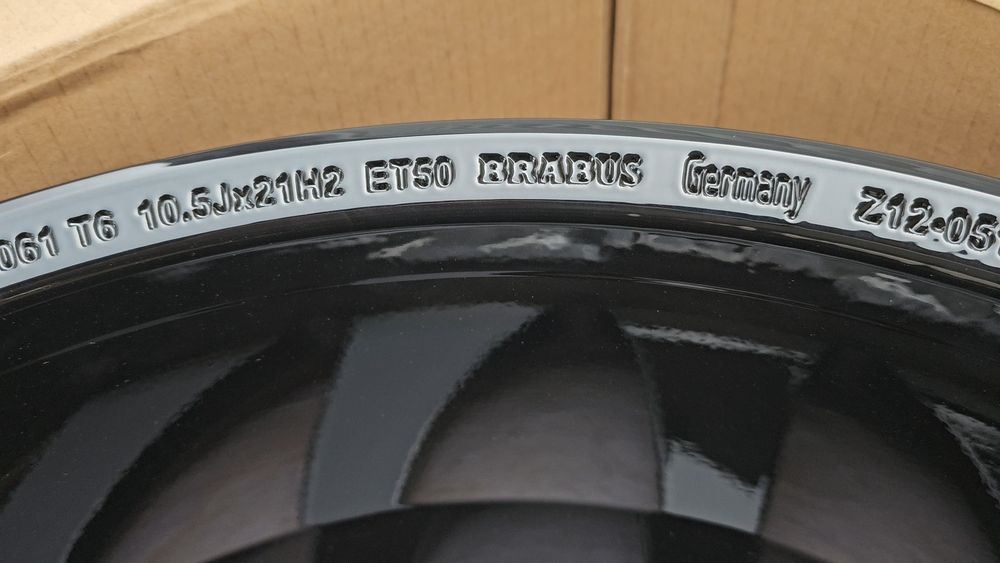 061 T6 10.5Jx21H2 ET50 BRABUS Germany Z12-05